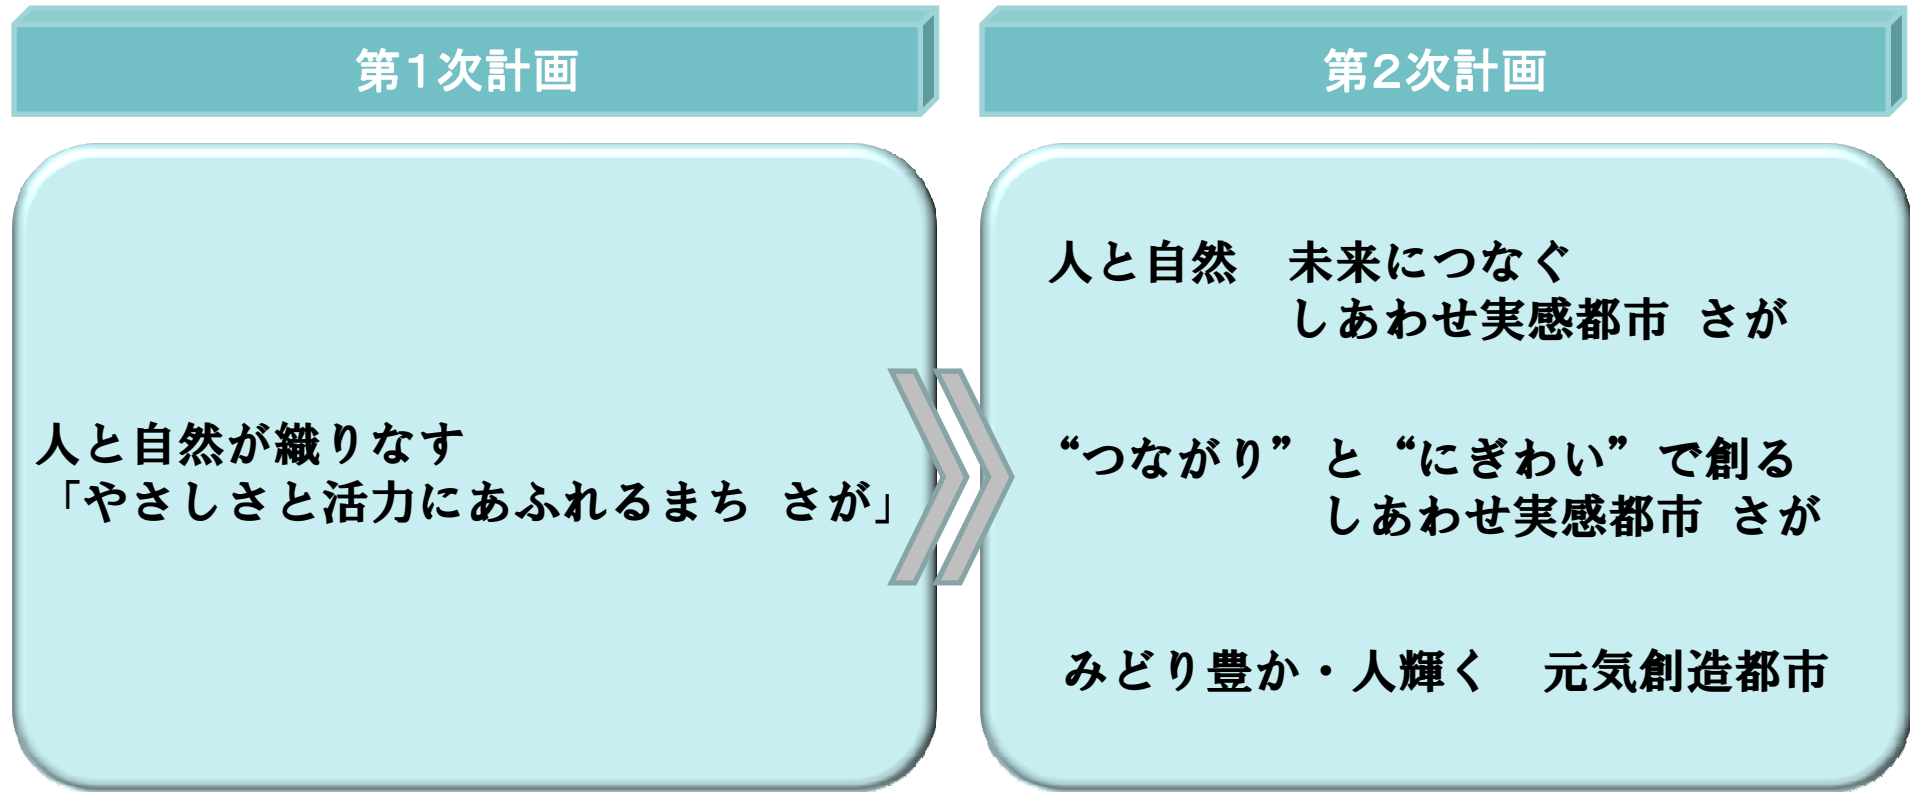 第1次計画
人と自然が織りなす
「やさしさと活力にあふれるまち さが」
第2次計画
人と自然　未来につなぐ
しあわせ実感都市 さが
“つながり”と“にぎわい”で創る
しあわせ実感都市 さが
みどり豊か・人輝く　元気創造都市